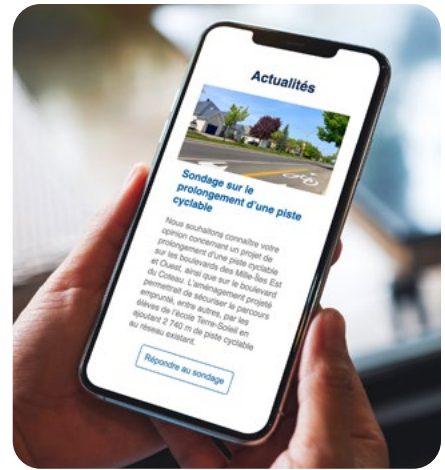 Actualités
Sondage sur le
prolongement d'une piste
cyclable
Nous souhaitons connaître votre
opinion concernant un projet de
prolongement d'une piste cyclable
sur les boulevards des Mille-Îles Est
et Ouest, ainsi que sur le boulevard
du Coteau. L'aménagement projeté
permettrait de sécuriser le parcours
emprunté, entre autres, par les
élèves de l'école Terre-Soleil en
ajoutant 2 740 m de piste cyclable
au réseau existant.
Répondre au sondage